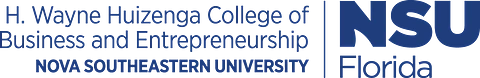 H. Wayne Huizenga College of
Business and Entrepreneurship
NOVA SOUTHEASTERN UNIVERSITY
NSU
Florida